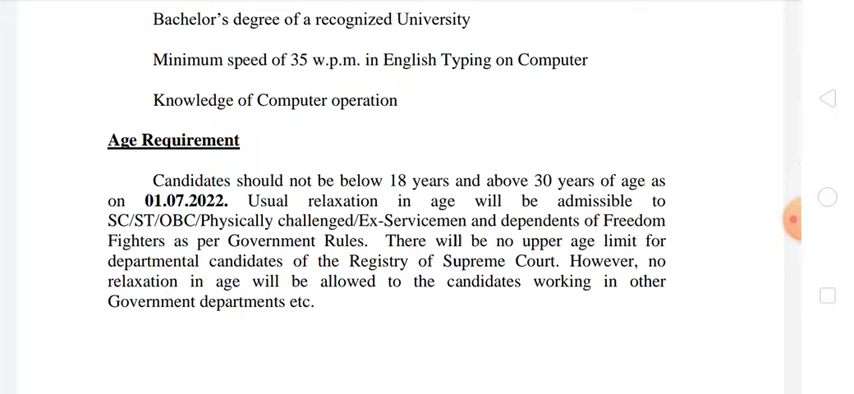 Bachelor’s degree of a recognized University
Minimum speed of 35 w.p.m. in English Typing on Computer
Knowledge of Computer operation
Age Requirement
Candidates should not be below 18 years and above 30 years of age as
on 01.07.2022. Usual relaxation in age will be admissible to
SC/ST/OBC/Physically challenged/Ex-Servicemen and dependents of Freedom
Fighters as per Government Rules. There will be no upper age limit for
departmental candidates of the Registry of Supreme Court. However, no
relaxation in age will be allowed to the candidates working in other
Government departments etc.